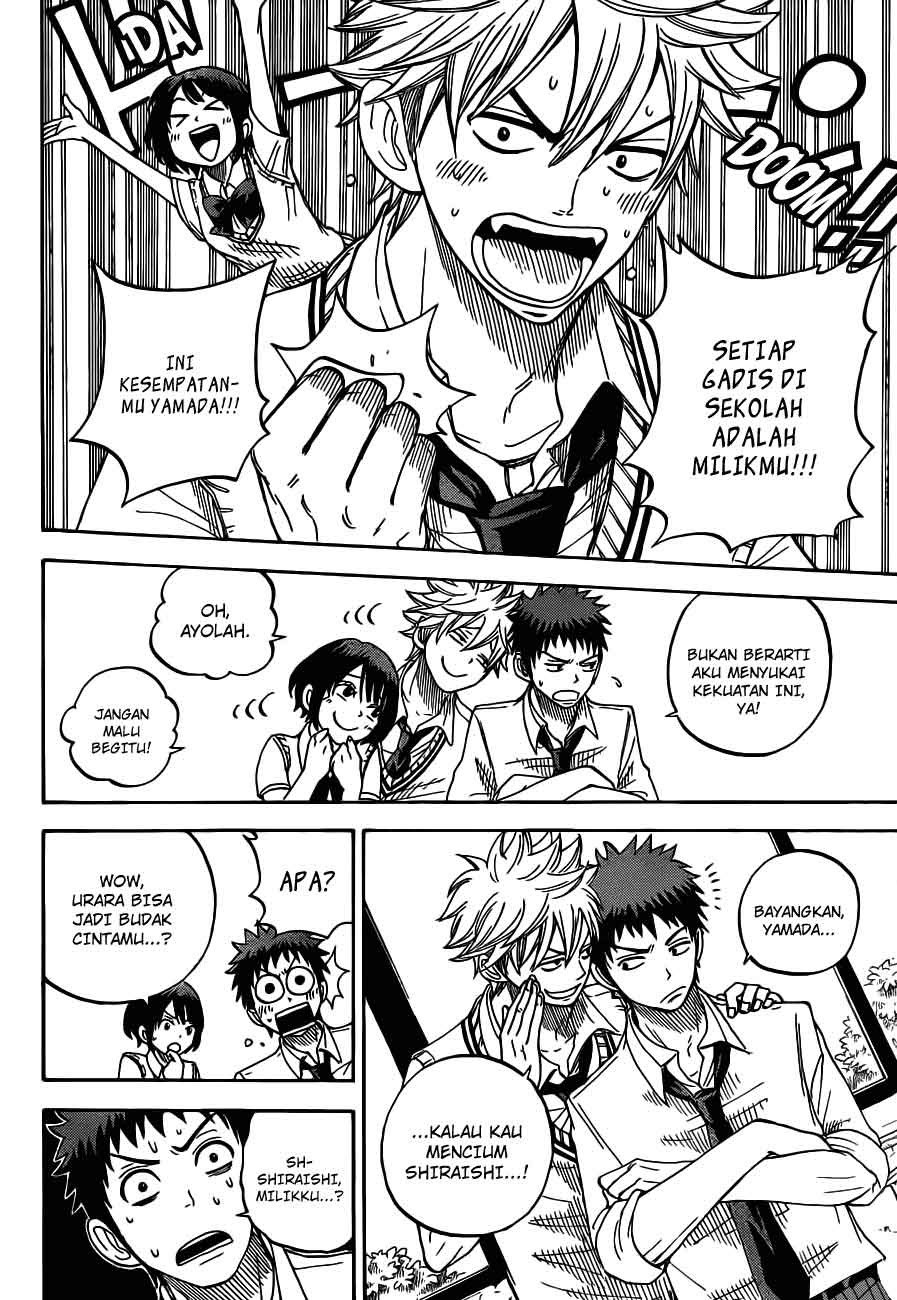 DOOM!!
SETIAP
GADIS DI
SEKOLAH
ADALAH
MILIKMU!!!
INI
KESEMPATAN-
MU YAMADA!!!
BUKAN BERARTI
AKU MENYUKAI
KEKUATAN INI,
YA!
OH,
AYOLAH.
JANGAN
MALU
BEGITU!
BAYANGKAN,
YAMADA...
...KALAU KAU
MENCIUM
SHIRAISHI...!
APA?
WOW,
URARA BISA
JADI BUDAK
CINTAMU...?
SH-
SHIRAISHI,
MILIKKU...?